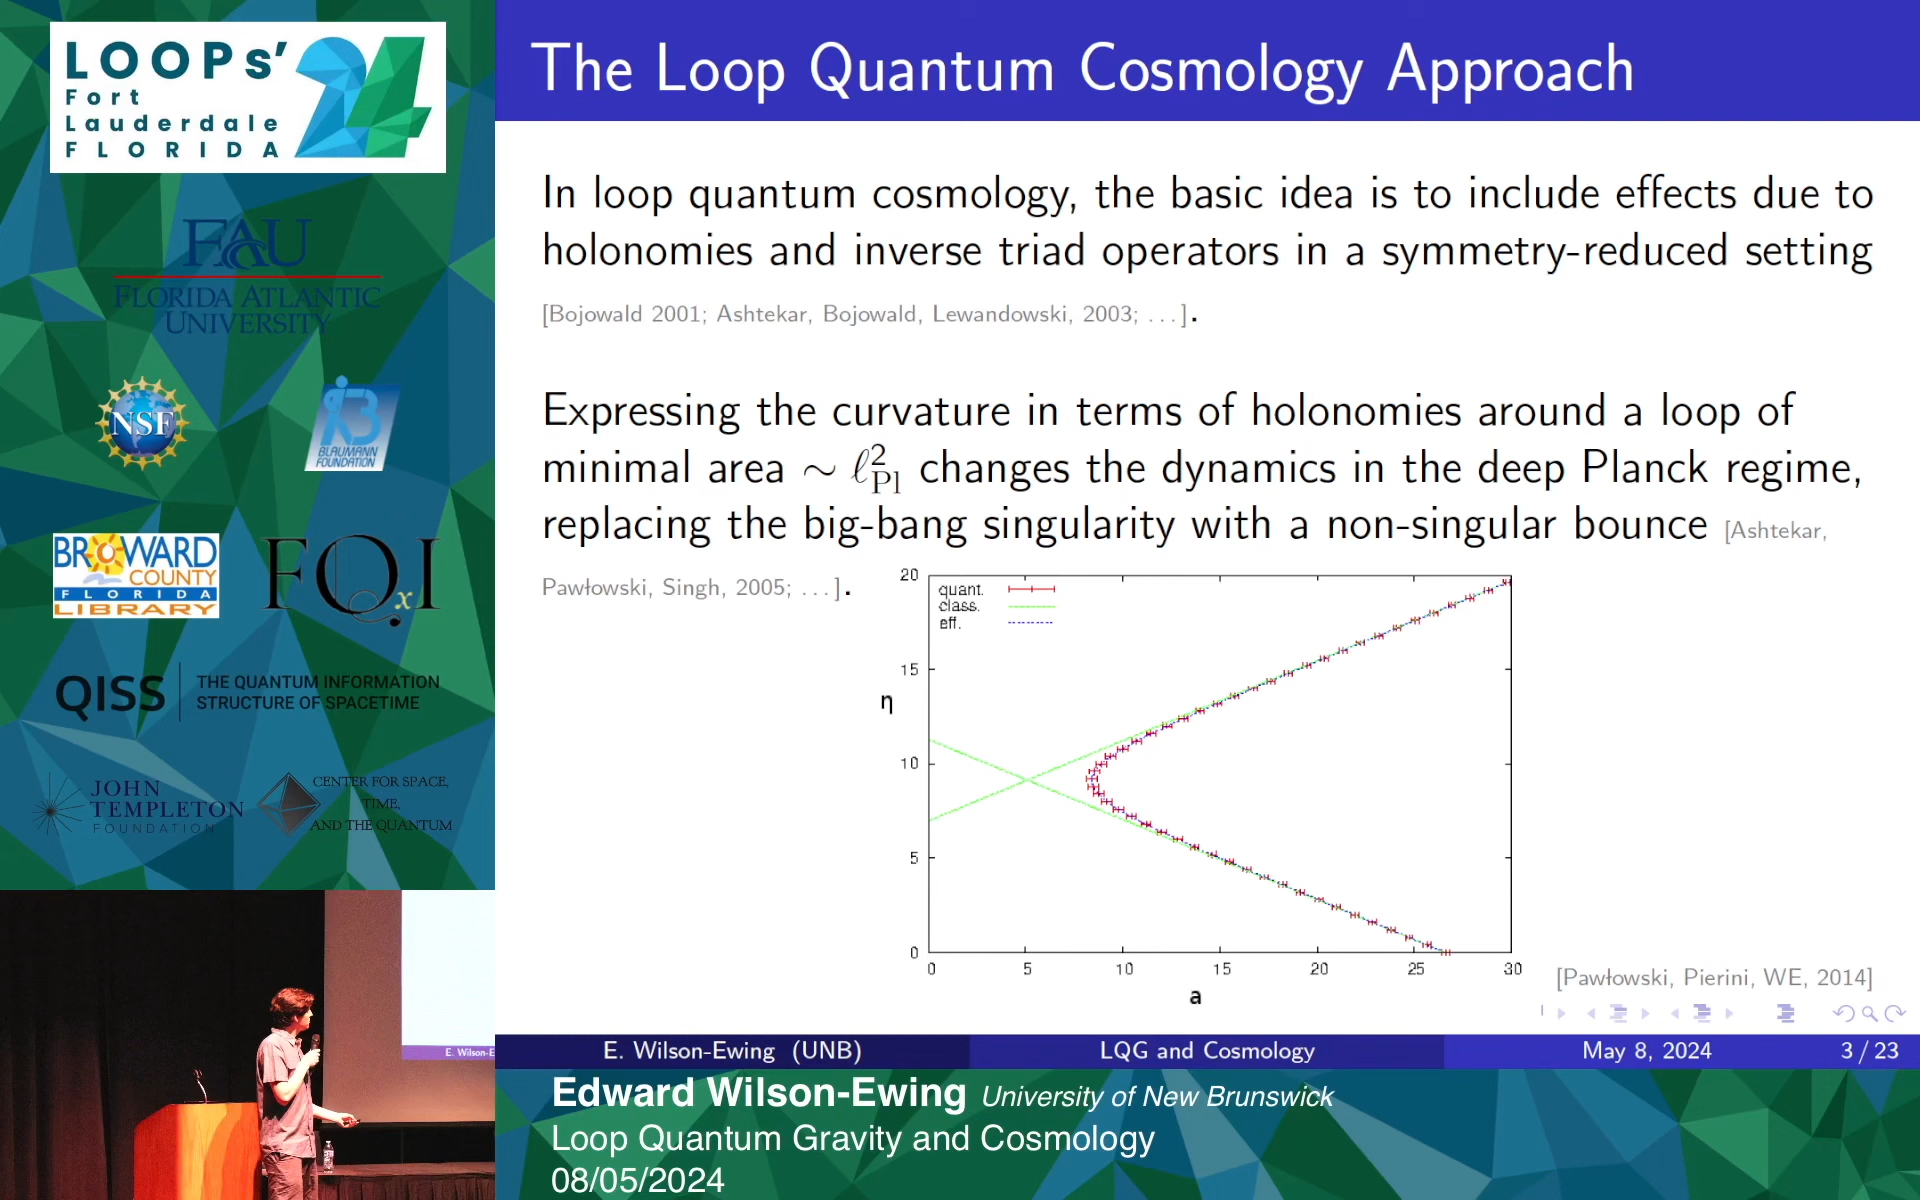 LOOPs' 24
Fort
Lauderdale
FLORIDA
FAU
FLORIDA ATLANTIC
UNIVERSITY
NSF
BLAUMANN
FOUNDATION
BROWARD
COUNTY
FLORIDA
LIBRARY
FQxI
QISS
THE QUANTUM INFORMATION
STRUCTURE OF SPACETIME
JOHN
TEMPLETON
FOUNDATION
CENTER FOR SPACE,
TIME,
AND THE QUANTUM
E. Wilson-E
The Loop Quantum Cosmology Approach
In loop quantum cosmology, the basic idea is to include effects due to
holonomies and inverse triad operators in a symmetry-reduced setting
[Bojowald 2001; Ashtekar, Bojowald, Lewandowski, 2003; ...].
Expressing the curvature in terms of holonomies around a loop of
minimal area ∼ ℓ²Pl changes the dynamics in the deep Planck regime,
replacing the big-bang singularity with a non-singular bounce [Ashtekar,
Pawłowski, Singh, 2005; ...].
quant.
class.
eff.
20
15
10
5
0
η
0 5 10 15 20 25 30
a
[Pawłowski, Pierini, WE, 2014]
E. Wilson-Ewing (UNB) LQG and Cosmology May 8, 2024 3 / 23
Edward Wilson-Ewing University of New Brunswick
Loop Quantum Gravity and Cosmology
08/05/2024